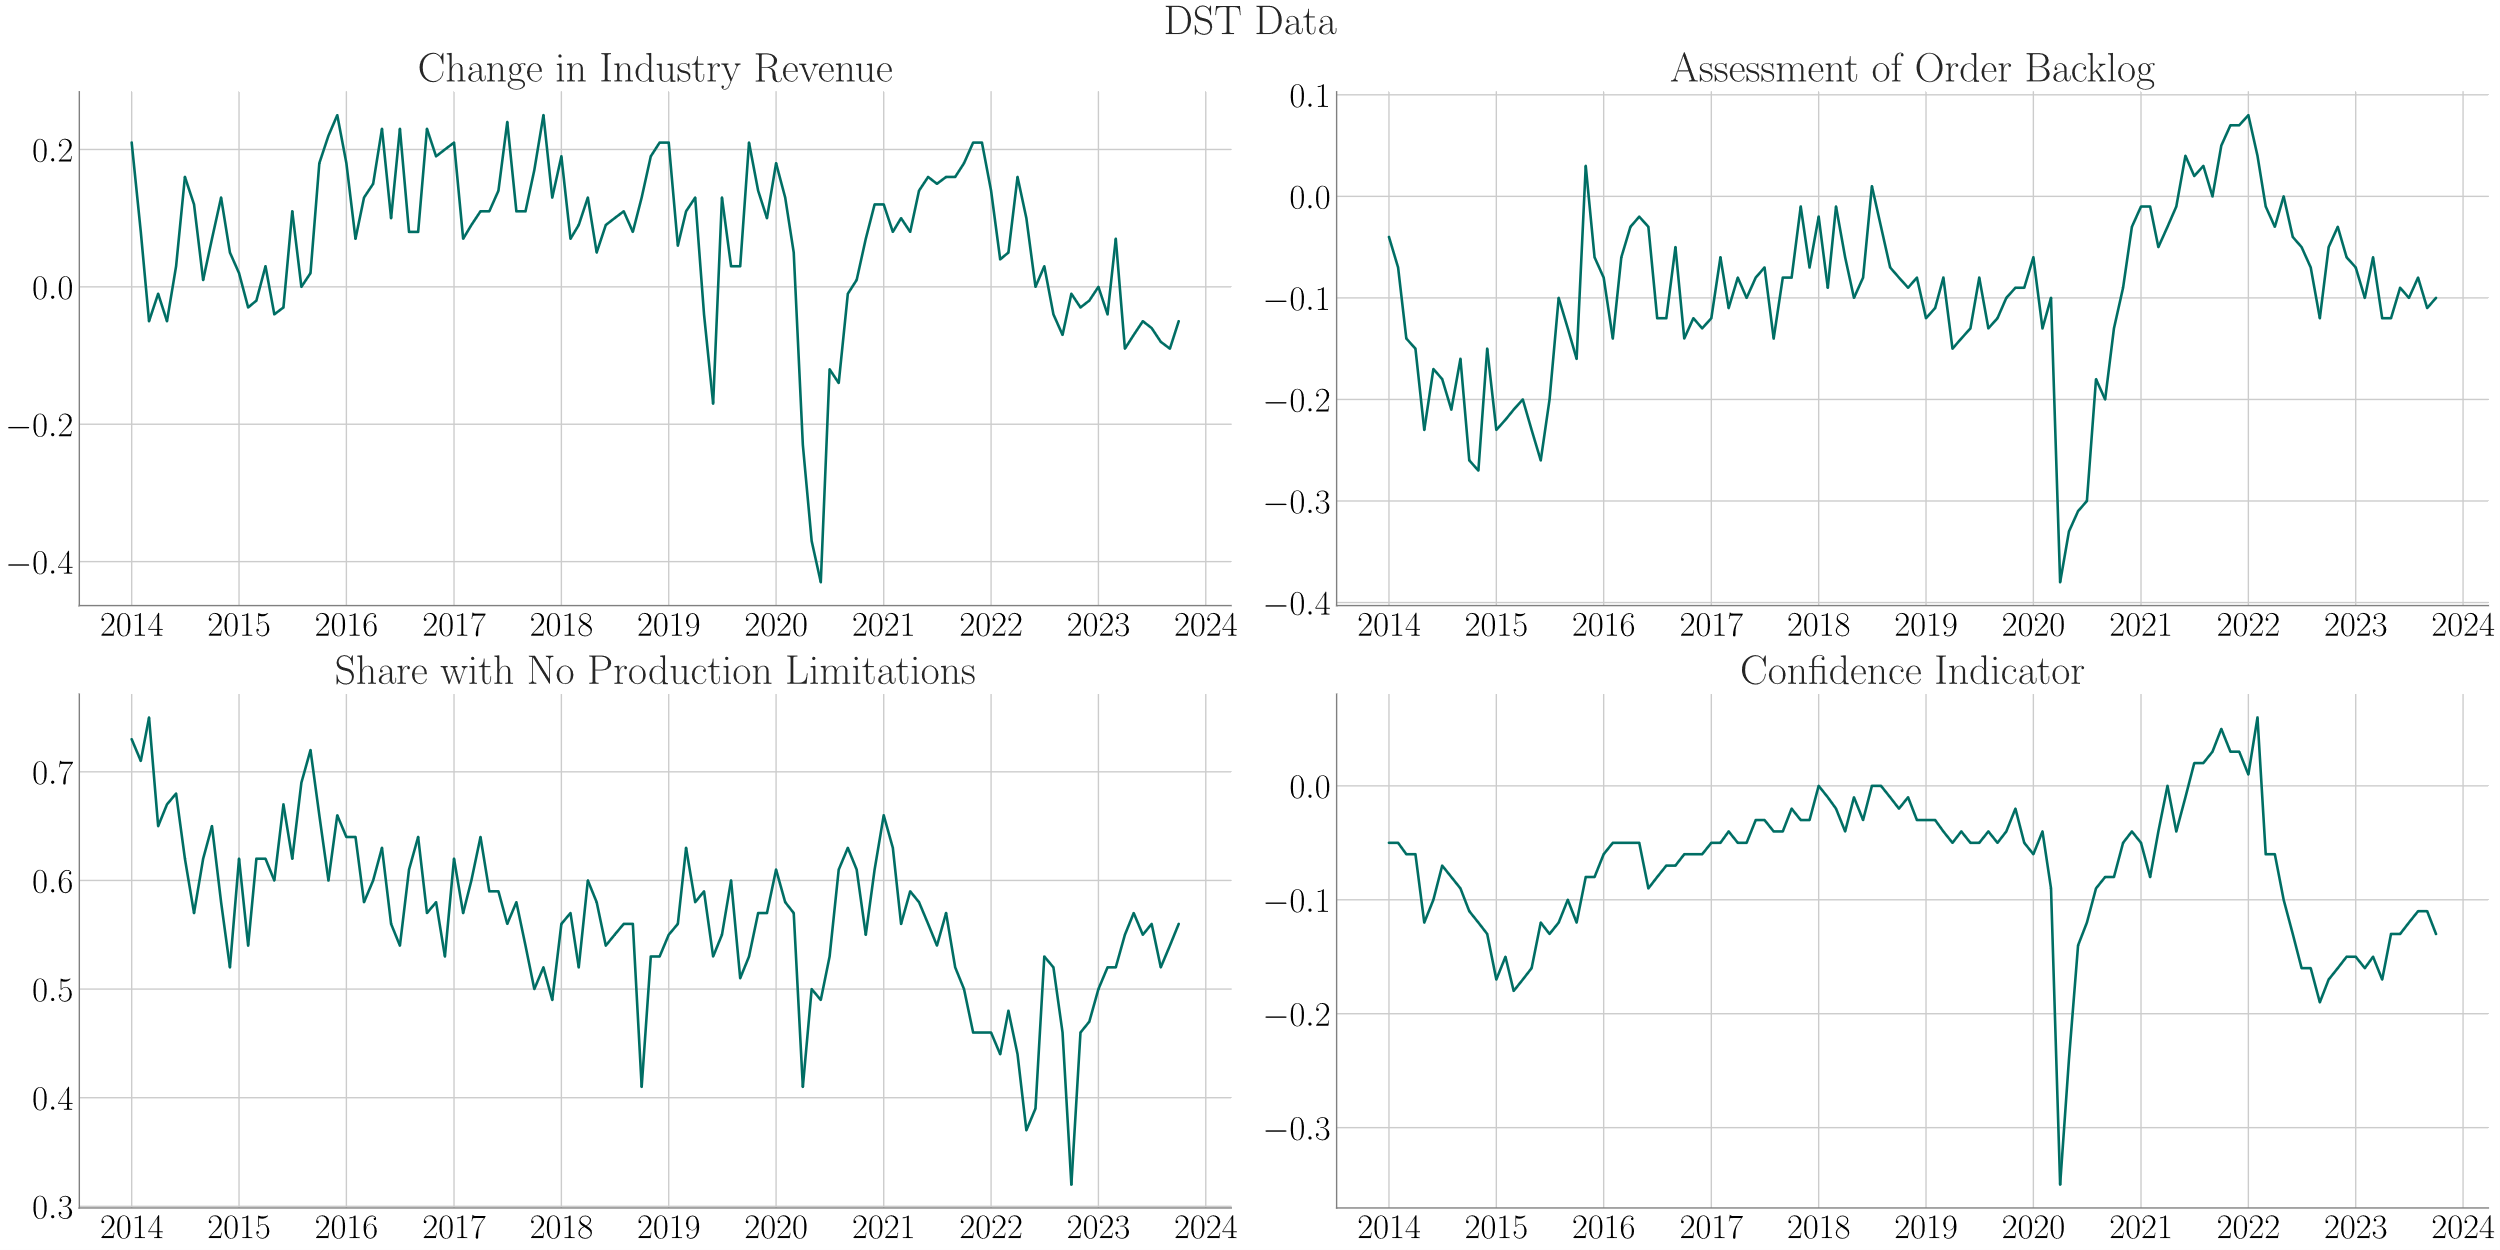 DST Data
Change in Industry Revenue
0.2
0.0
−0.2
−0.4
2014 2015 2016 2017 2018 2019 2020 2021 2022 2023 2024
Assessment of Order Backlog
0.1
0.0
−0.1
−0.2
−0.3
−0.4
2014 2015 2016 2017 2018 2019 2020 2021 2022 2023 2024
Share with No Production Limitations
0.7
0.6
0.5
0.4
0.3
2014 2015 2016 2017 2018 2019 2020 2021 2022 2023 2024
Confidence Indicator
0.0
−0.1
−0.2
−0.3
2014 2015 2016 2017 2018 2019 2020 2021 2022 2023 2024